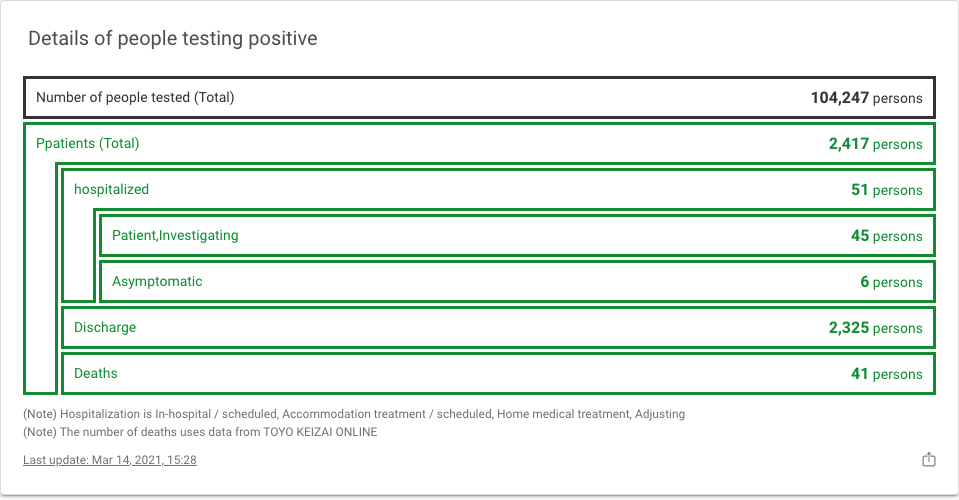 Details of people testing positive
Number of people tested (Total) 104,247 persons
Ppatients (Total) 2,417 persons
hospitalized 51 persons
Patient,Investigating 45 persons
Asymptomatic 6 persons
Discharge 2,325 persons
Deaths 41 persons
(Note) Hospitalization is In-hospital / scheduled, Accommodation treatment / scheduled, Home medical treatment, Adjusting
(Note) The number of deaths uses data from TOYO KEIZAI ONLINE
Last update: Mar 14, 2021, 15:28